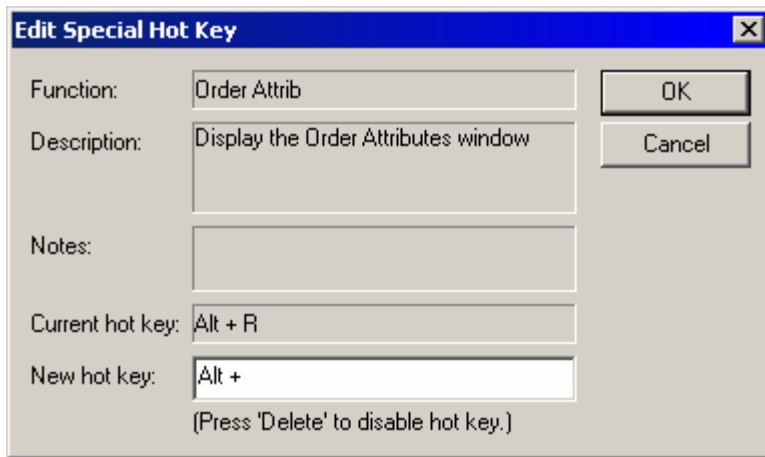 Edit Special Hot Key
Function: Order Attrib OK
Description: Display the Order Attributes window Cancel
Notes:
Current hot key: Alt + R
New hot key: Alt +
(Press 'Delete' to disable hot key.)